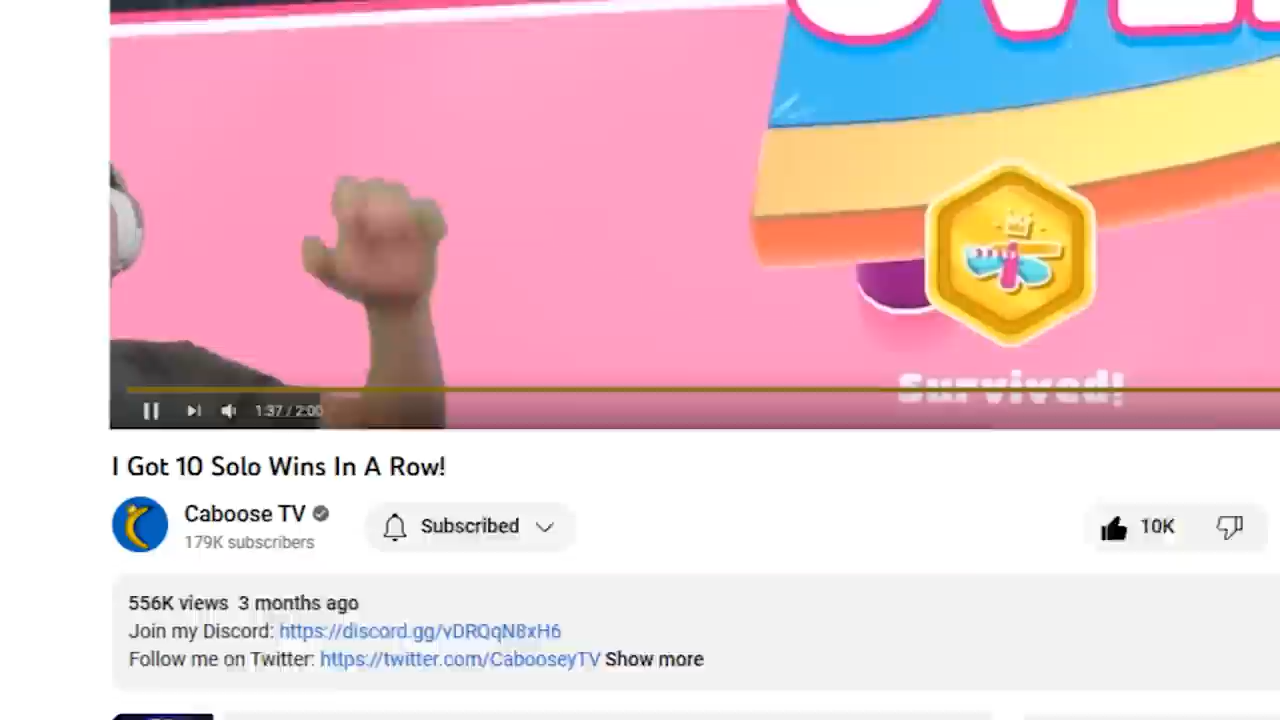 Survived!
1:37 / 2:00
I Got 10 Solo Wins In A Row!
Caboose TV
179K subscribers
Subscribed
10K
556K views 3 months ago
Join my Discord: https://discord.gg/vDRQqN8xH6
Follow me on Twitter: https://twitter.com/CabooseyTV Show more